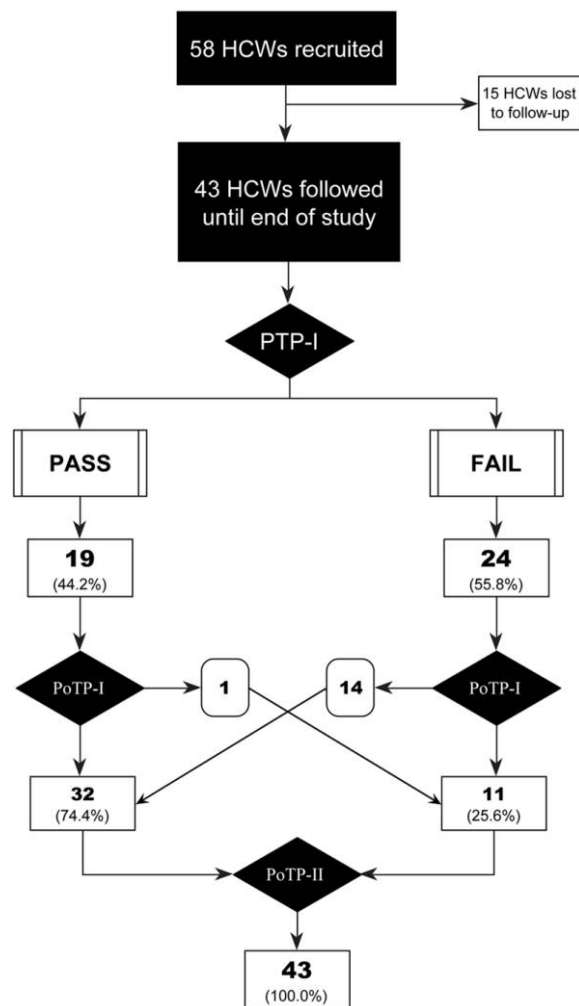 58 HCWs recruited
15 HCWs lost
to follow-up
43 HCWs followed
until end of study
PTP-I
PASS
FAIL
19
(44.2%)
24
(55.8%)
PoTP-I
1
14
PoTP-I
32
(74.4%)
11
(25.6%)
PoTP-II
43
(100.0%)